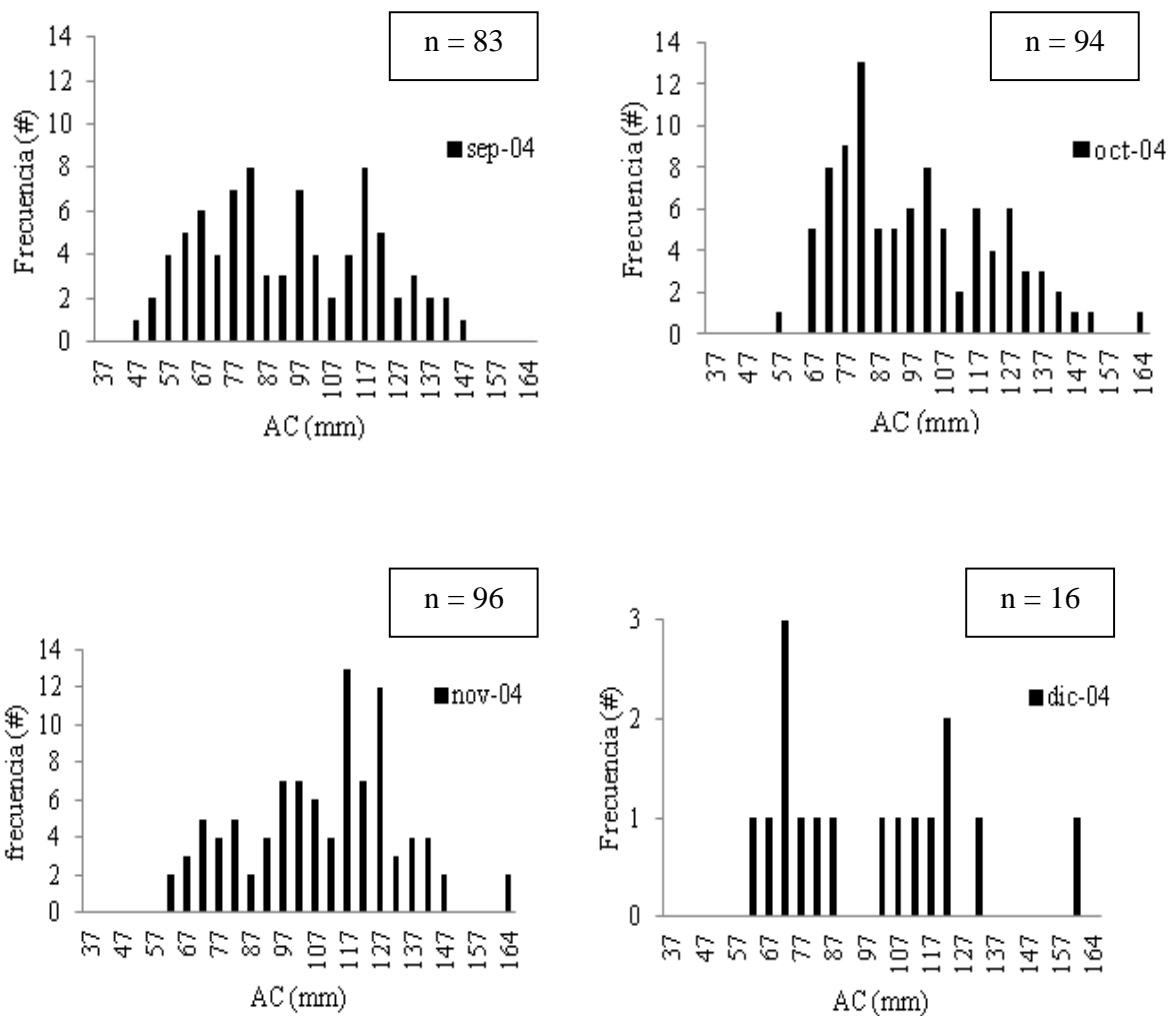 n = 83
14
12
10
8
6
4
2
0
Frecuencia (#)
sep-04
37 47 57 67 77 87 97 107 117 127 137 147 157 164
AC (mm)
n = 94
14
12
10
8
6
4
2
0
Frecuencia (#)
oct-04
37 47 57 67 77 87 97 107 117 127 137 147 157 164
AC (mm)
n = 96
14
12
10
8
6
4
2
0
frecuencia (#)
nov-04
37 47 57 67 77 87 97 107 117 127 137 147 157 164
AC (mm)
n = 16
3
2
1
0
Frecuencia (#)
dic-04
37 47 57 67 77 87 97 107 117 127 137 147 157 164
AC (mm)